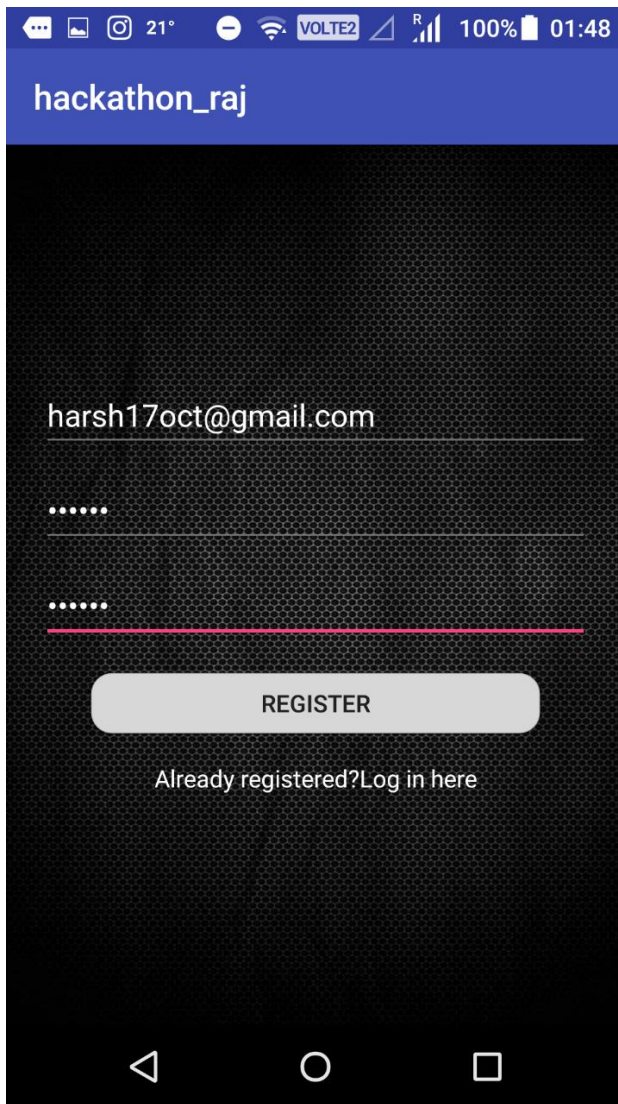 21° VOLTE2 R 100% 01:48
hackathon_raj
harsh17oct@gmail.com
••••••
••••••
REGISTER
Already registered?Log in here